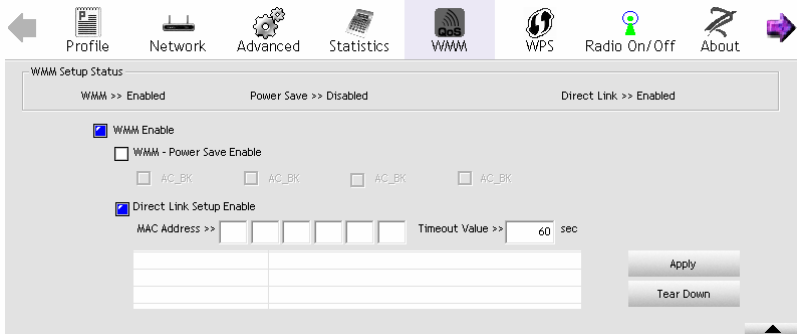 P
QoS
Profile Network Advanced Statistics WMM WPS Radio On/Off About
WMM Setup Status
WMM >> Enabled Power Save >> Disabled Direct Link >> Enabled
WMM Enable
WMM - Power Save Enable
AC_BK AC_BK AC_BK AC_BK
Direct Link Setup Enable
MAC Address >> Timeout Value >> 60 sec
Apply
Tear Down